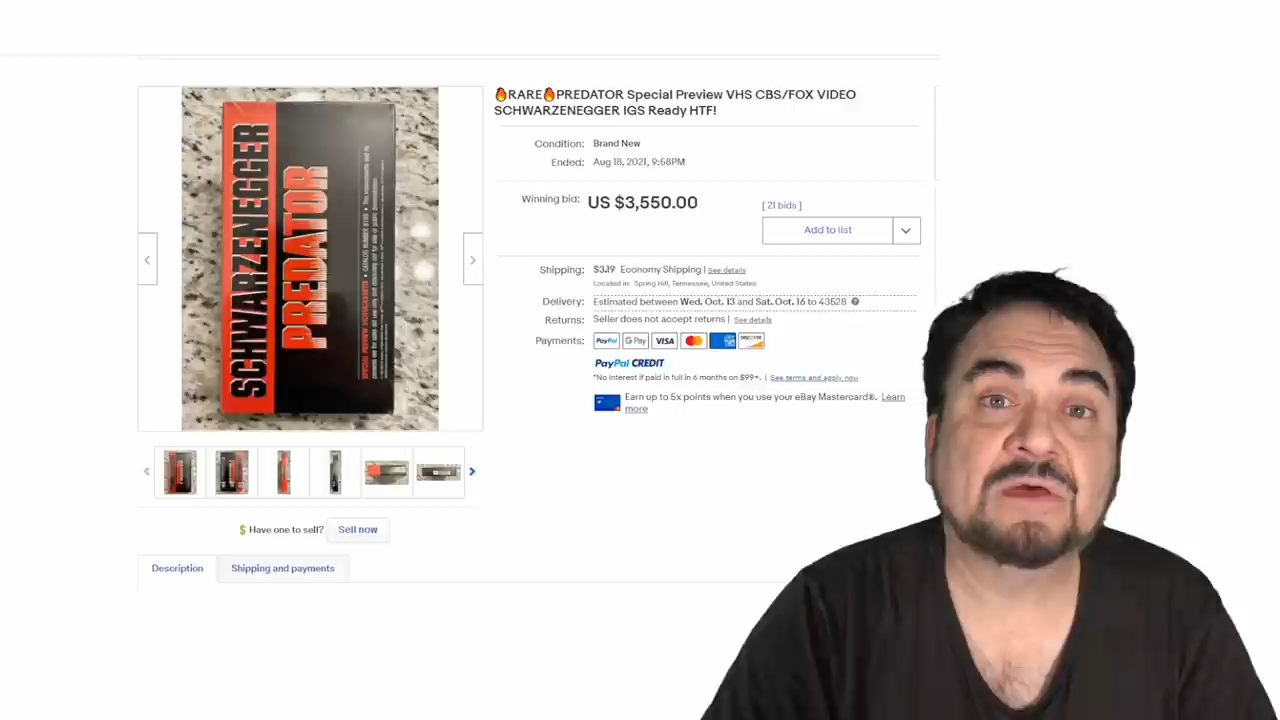 🔥RARE🔥PREDATOR Special Preview VHS CBS/FOX VIDEO
SCHWARZENEGGER IGS Ready HTF!
Condition: Brand New
Ended: Aug 18, 2021, 9:58PM
Winning bid: US $3,550.00
[ 21 bids ]
Add to list
Shipping: $3.19 Economy Shipping | See details
Located in: Spring Hill, Tennessee, United States
Delivery: Estimated between Wed. Oct. 13 and Sat. Oct. 16 to 43528
Returns: Seller does not accept returns | See details
Payments: PayPal G Pay VISA DISCOVER
PayPal CREDIT
*No Interest if paid in full in 6 months on $99+. | See terms and apply now
Earn up to 5x points when you use your eBay Mastercard®. Learn
more
SCHWARZENEGGER
PREDATOR
$ Have one to sell? Sell now
Description
Shipping and payments